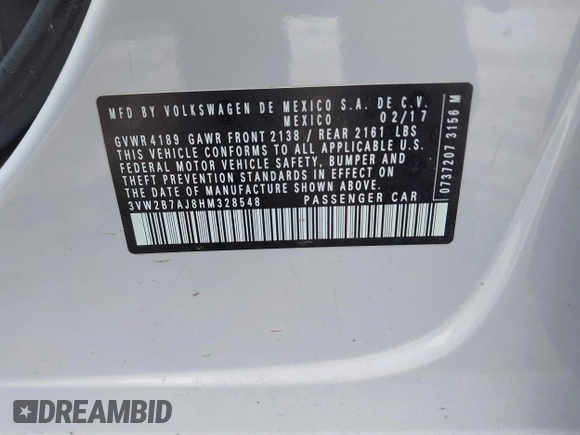 MFD BY VOLKSWAGEN DE MEXICO S.A. DE C.V.
MEXICO 02/17
GVWR 4189 GAWR FRONT 2138 / REAR 2161 LBS
THIS VEHICLE CONFORMS TO ALL APPLICABLE U.S.
FEDERAL MOTOR VEHICLE SAFETY, BUMPER AND
THEFT PREVENTION STANDARDS IN EFFECT ON
THE DATE OF MANUFACTURE SHOWN ABOVE.
3VW2B7AJ8HM328548 PASSENGER CAR
0737207 3156 M
DREAMBID